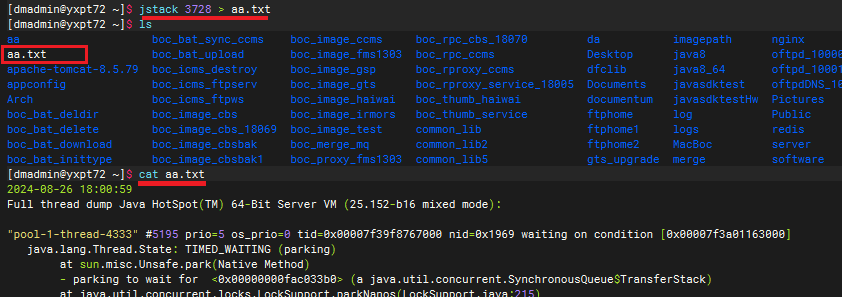 [dmadmin@yxpt72 ~]$ jstack 3728 > aa.txt
[dmadmin@yxpt72 ~]$ ls
aa boc_bat_sync_ccms boc_image_ccms boc_rpc_cbs_18070 da imagepath nginx
aa.txt boc_bat_upload boc_image_fms1303 boc_rpc_ccms Desktop java8 oftpd_10000
apache-tomcat-8.5.79 boc_icms_destroy boc_image_gsp boc_rproxy_ccms dfclib java8_64 oftpd_10001
appconfig boc_icms_ftpserv boc_image_gts boc_rproxy_service_18005 Documents javasdktest oftpdDNS_10
Arch boc_icms_ftpws boc_image_haiwai boc_thumb_haiwai documentum javasdktestHw Pictures
boc_bat_deldir boc_image_cbs boc_image_irmors boc_thumb_service ftphome log Public
boc_bat_delete boc_image_cbs_18069 boc_image_test common_lib ftphome1 logs redis
boc_bat_download boc_image_cbsbak boc_merge_mq common_lib2 ftphome2 MacBoc server
boc_bat_inittype boc_image_cbsbak1 boc_proxy_fms1303 common_lib5 gts_upgrade merge software
[dmadmin@yxpt72 ~]$ cat aa.txt
2024-08-26 18:00:59
Full thread dump Java HotSpot(TM) 64-Bit Server VM (25.152-b16 mixed mode):
"pool-1-thread-4333" #5195 prio=5 os_prio=0 tid=0x00007f39f8767000 nid=0x1969 waiting on condition [0x00007f3a01163000]
java.lang.Thread.State: TIMED_WAITING (parking)
at sun.misc.Unsafe.park(Native Method)
- parking to wait for <0x00000000fac033b0> (a java.util.concurrent.SynchronousQueue$TransferStack)
at java.util.concurrent.locks.LockSupport.parkNanos(LockSupport.java:215)